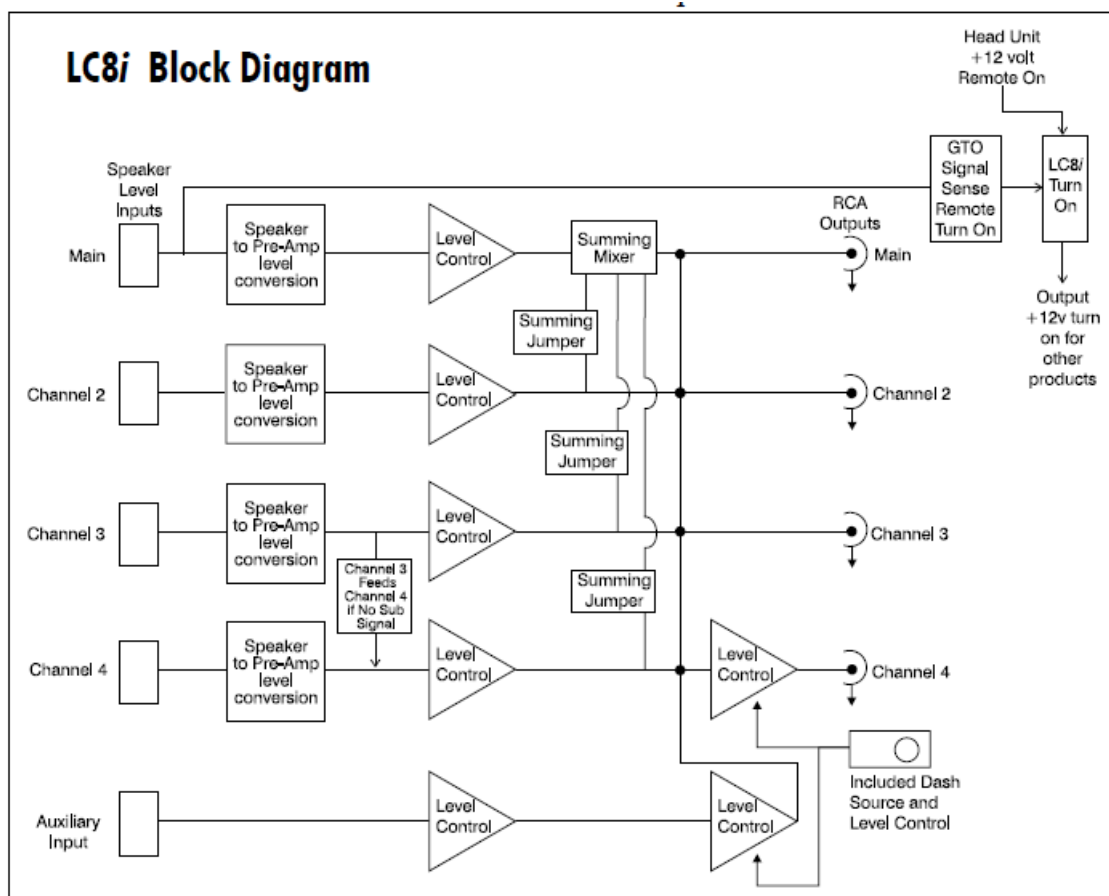 LC8i Block Diagram
Head Unit
+12 volt
Remote On
Speaker
Level
Inputs
GTO
Signal
Sense
Remote
Turn On
LC8i
Turn
On
RCA
Outputs
Main
Speaker
to Pre-Amp
level
conversion
Level
Control
Summing
Mixer
Main
Output
+12v turn
on for
other
products
Summing
Jumper
Channel 2
Speaker
to Pre-Amp
level
conversion
Level
Control
Channel 2
Summing
Jumper
Channel 3
Speaker
to Pre-Amp
level
conversion
Level
Control
Channel 3
Channel 3
Feeds
Channel 4
if No Sub
Signal
Summing
Jumper
Channel 4
Speaker
to Pre-Amp
level
conversion
Level
Control
Level
Control
Channel 4
Included Dash
Source and
Level Control
Auxiliary
Input
Level
Control
Level
Control